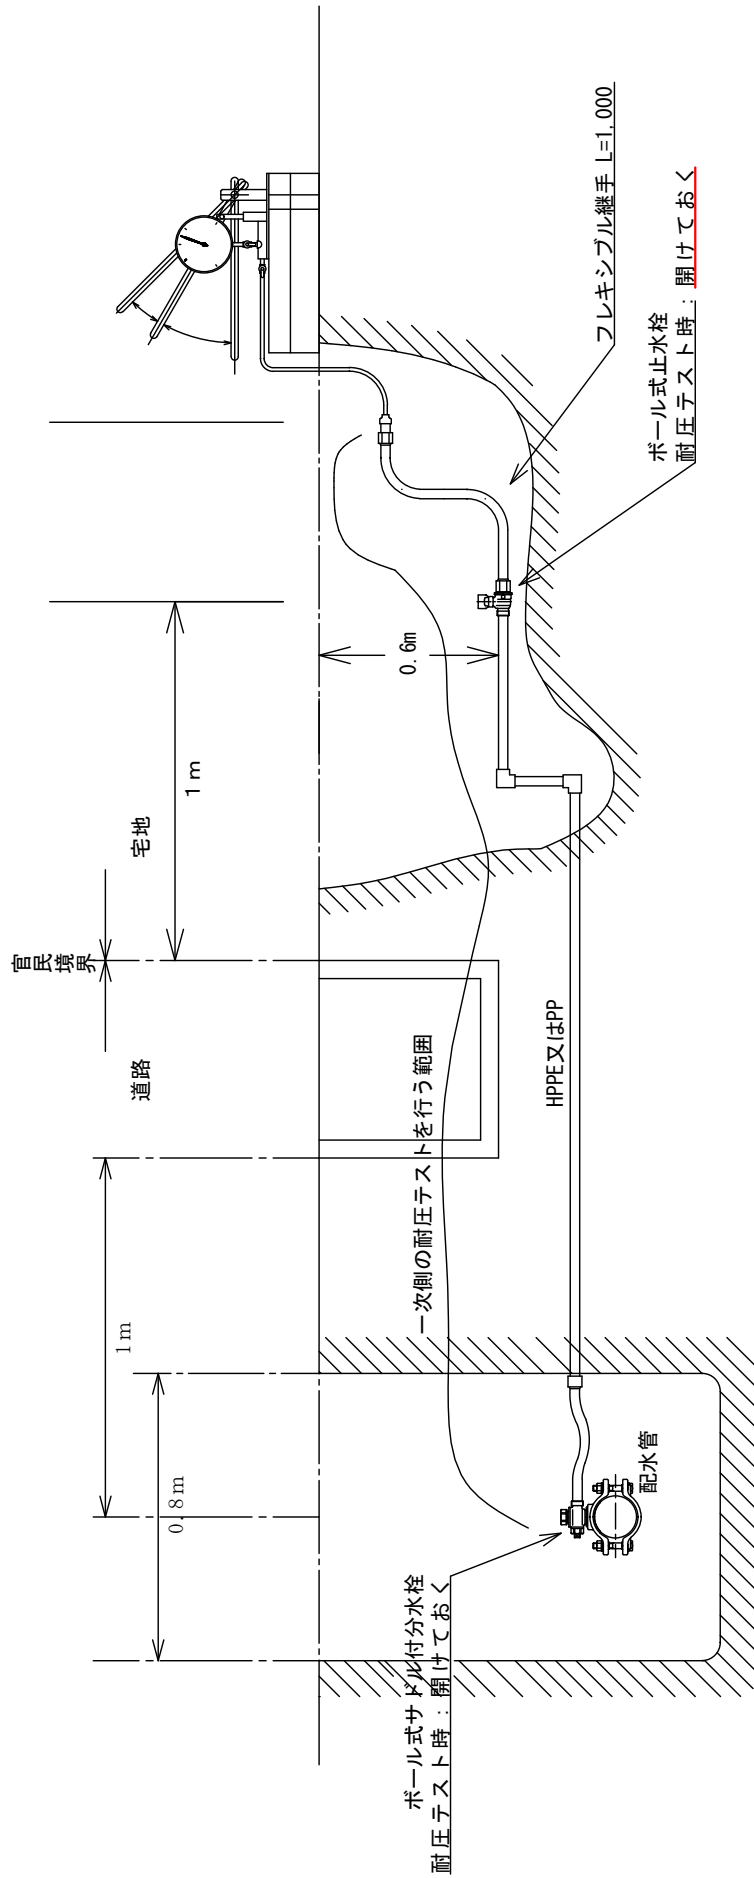 フレキシブル継手 L=1,000
ボール式止水栓
耐圧テスト時：開けておく
0.6m
1m
宅地
官民
境界
道路
一次側の耐圧テストを行う範囲
HPPE又はPP
1m
0.8m
配水管
ボール式サドル付分水栓
耐圧テスト時：開けておく